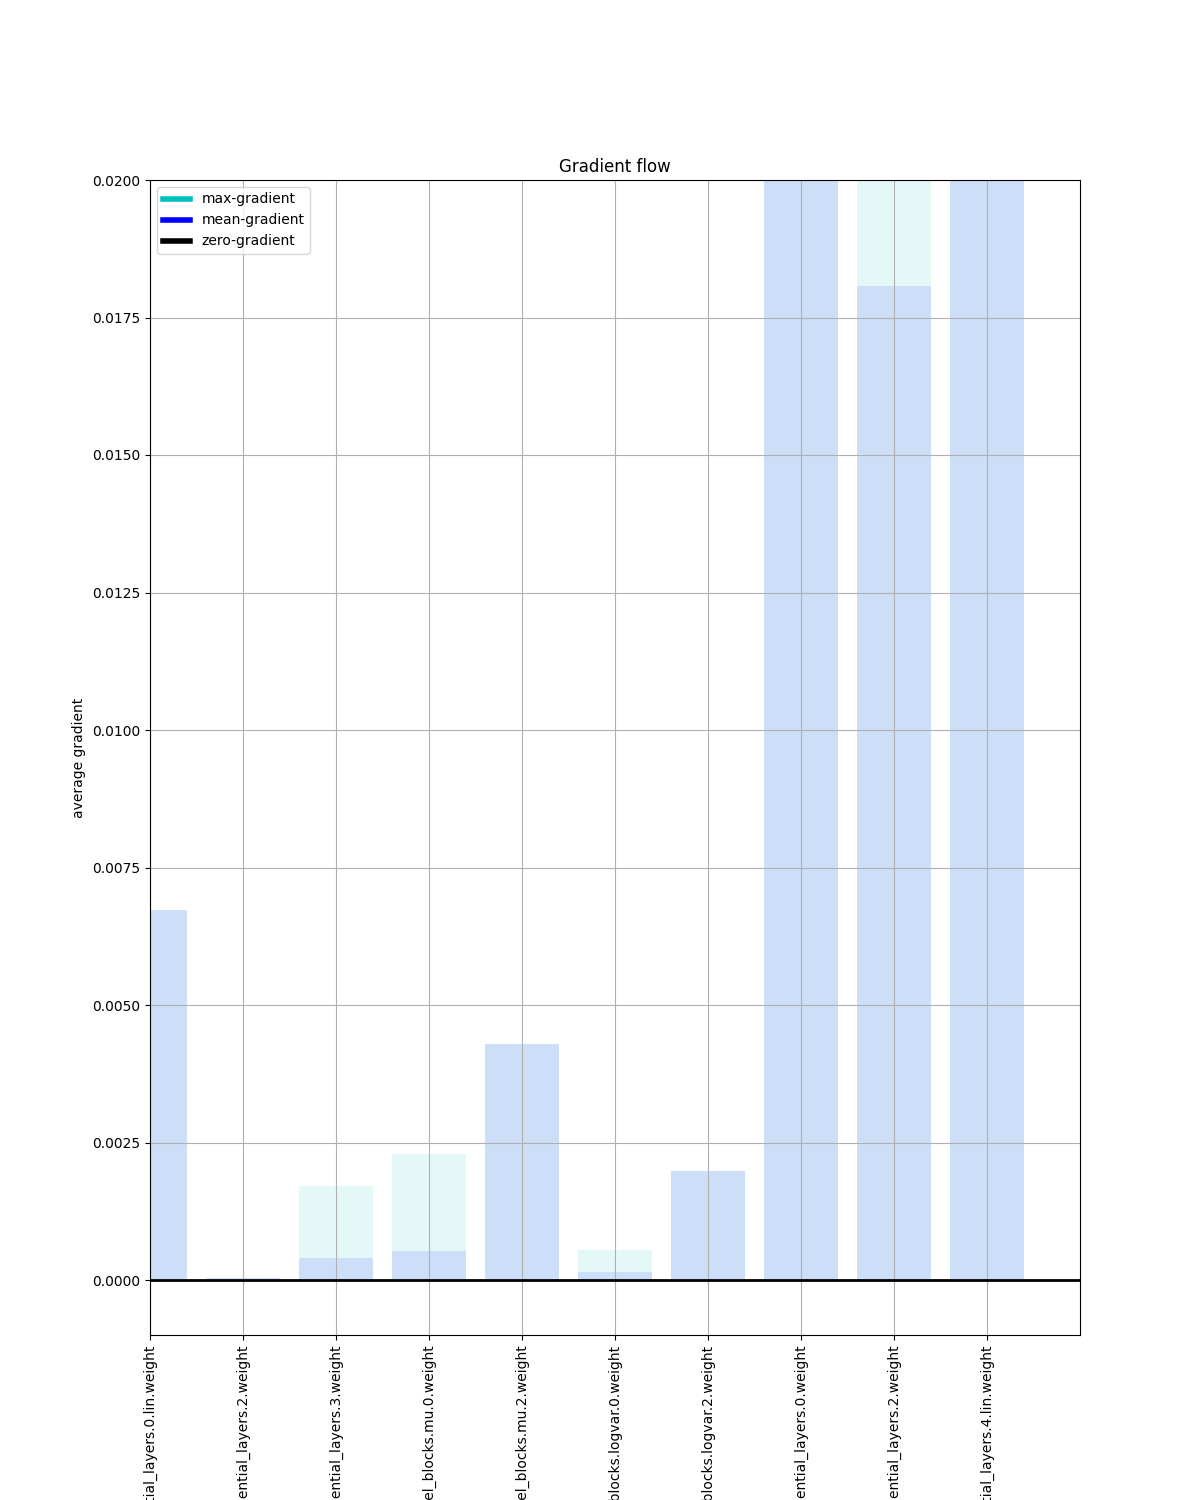 Gradient flow
max-gradient
mean-gradient
zero-gradient
0.0200
0.0175
0.0150
0.0125
0.0100
0.0075
0.0050
0.0025
0.0000
average gradient
tial_layers.0.lin.weight
ential_layers.2.weight
ential_layers.3.weight
el_blocks.mu.0.weight
el_blocks.mu.2.weight
blocks.logvar.0.weight
blocks.logvar.2.weight
ential_layers.0.weight
ential_layers.2.weight
tial_layers.4.lin.weight